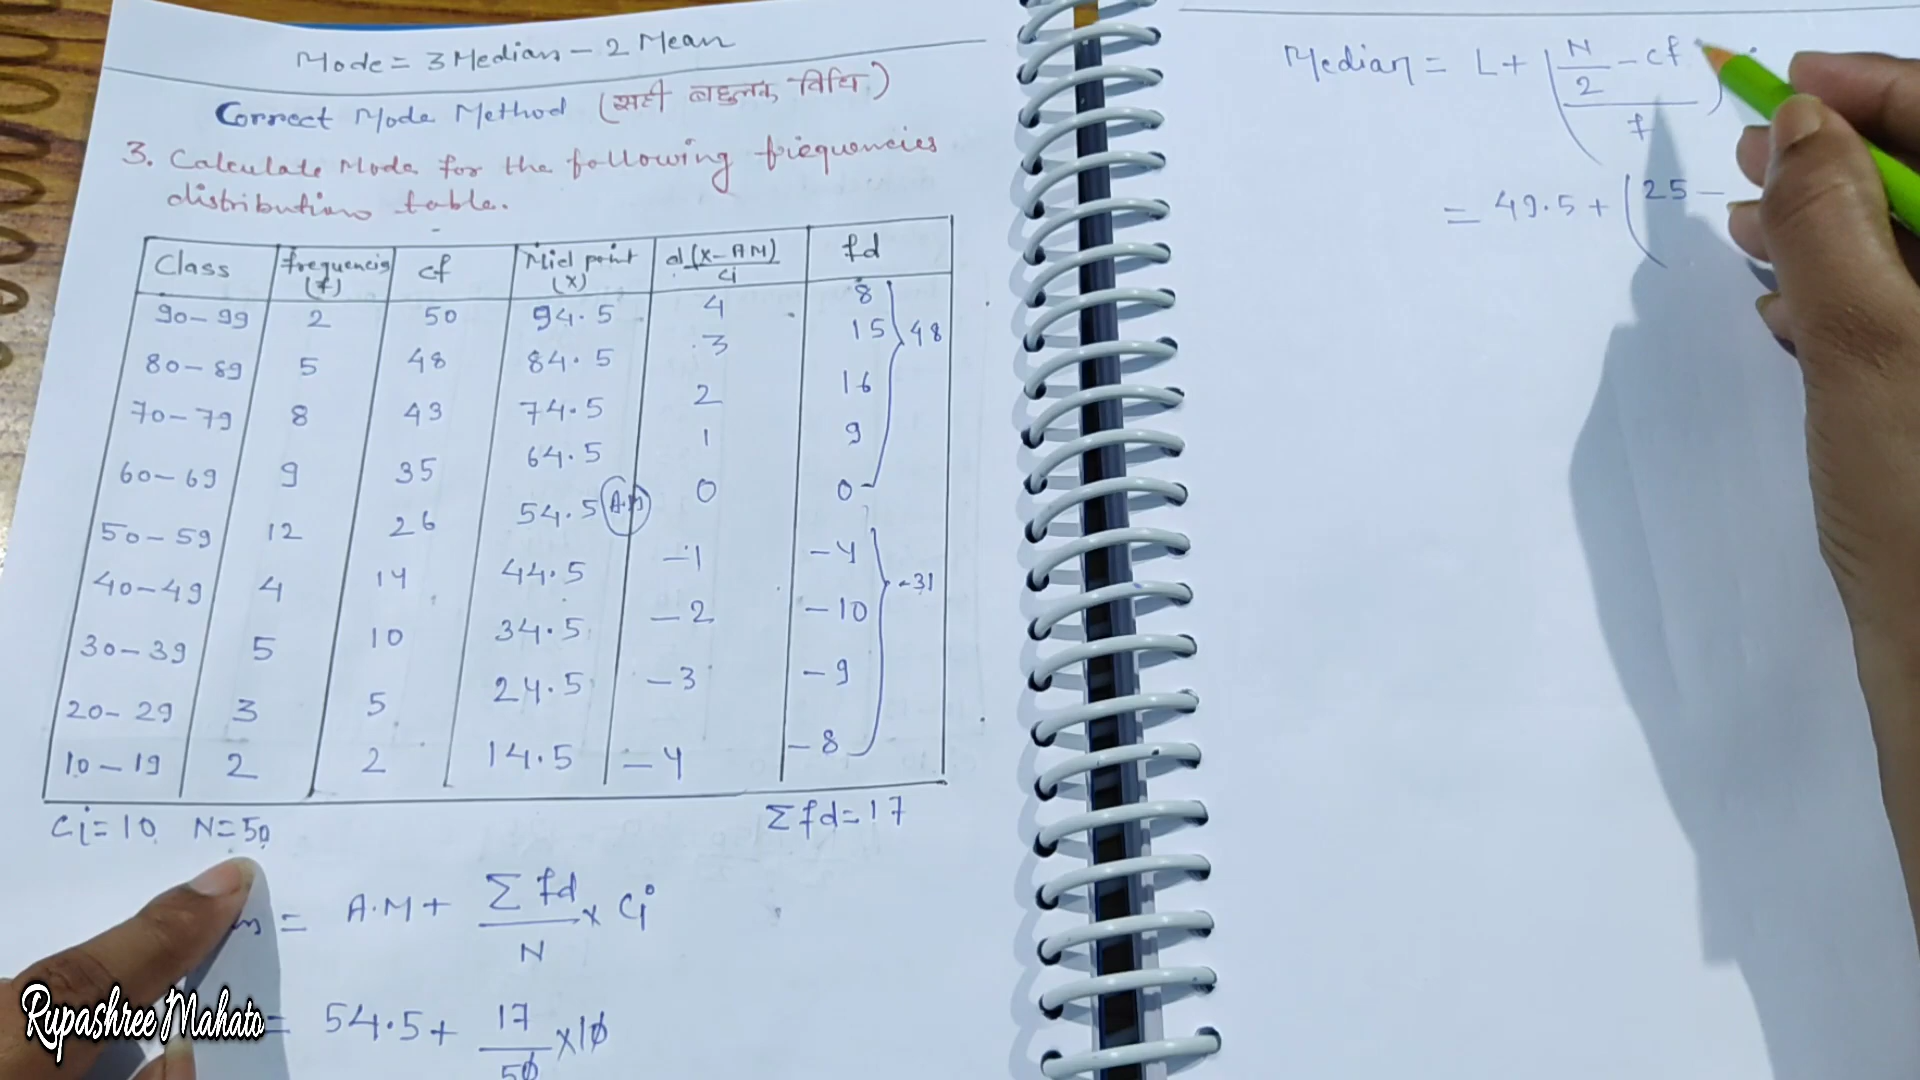 Mode = 3 Median - 2 Mean
Correct Mode Method (सही बहुलक विधि)
3. Calculate Mode for the following frequencies
distribution table.
Class frequencies (f) cf Mid point (x) d(x-AM)/ci fd
90-99 2 50 94.5 4 8
80-89 5 48 84.5 3 15 48
70-79 8 43 74.5 2 16
60-69 9 35 64.5 1 9
50-59 12 26 54.5 A.M 0 0
40-49 4 14 44.5 -1 -4
30-39 5 10 34.5 -2 -10 -31
20-29 3 5 24.5 -3 -9
10-19 2 2 14.5 -4 -8
Ci=10 N=50 Σfd=17
= A.M + Σfd/N × Ci
= 54.5 + 17/50 × 10
Median = L + (N/2 - cf / f)
= 49.5 + (25 -
Rupashree Mahato